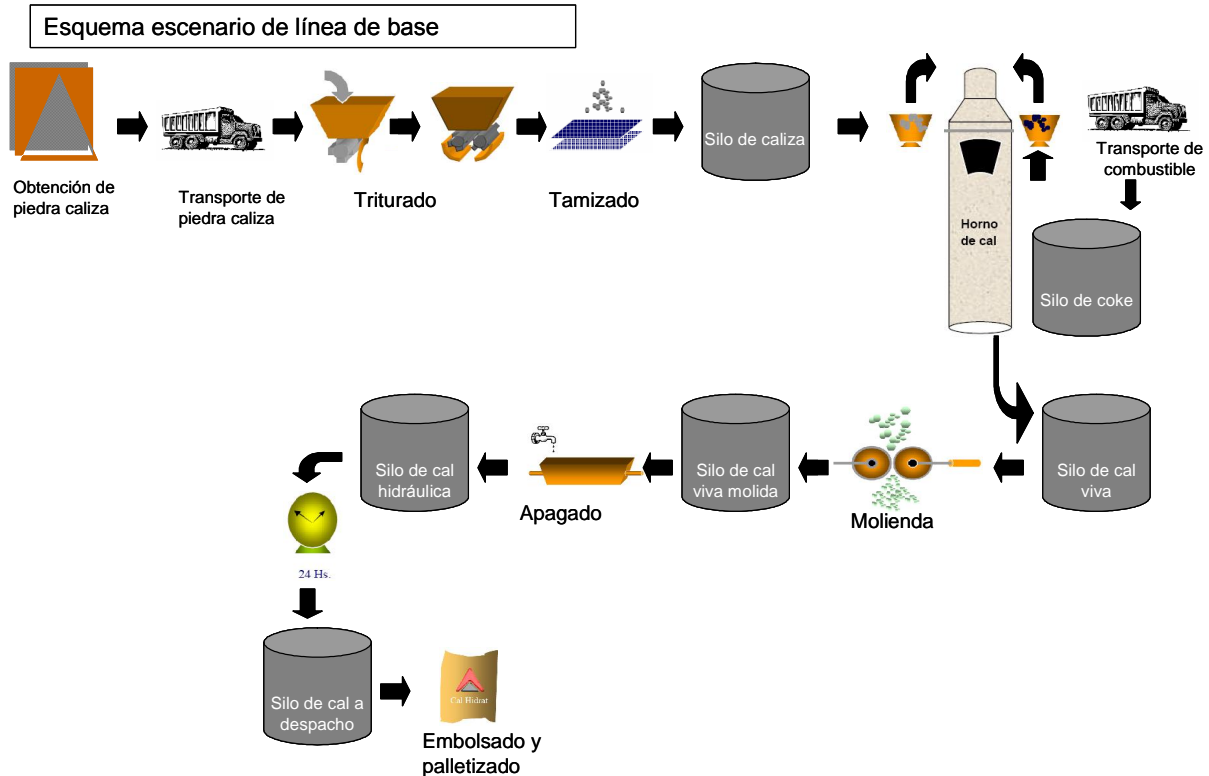 Esquema escenario de línea de base
Obtención de
piedra caliza
Transporte de
piedra caliza
Triturado
Tamizado
Silo de caliza
Horno
de cal
Transporte de
combustible
Silo de coke
Silo de cal
viva
Molienda
Silo de cal
viva molida
Apagado
Silo de cal
hidráulica
24 Hs.
Silo de cal a
despacho
Cal Hidrat
Embolsado y
palletizado